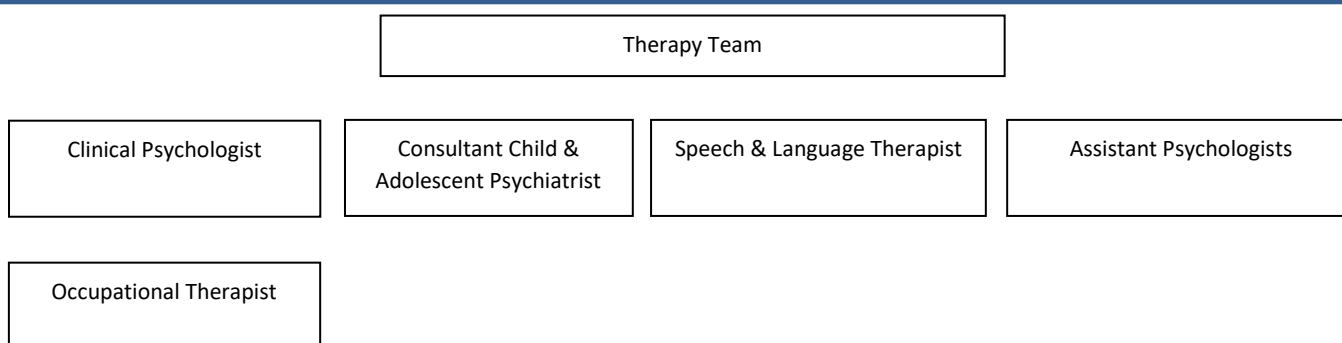 Therapy Team
Clinical Psychologist
Consultant Child &
Adolescent Psychiatrist
Speech & Language Therapist
Assistant Psychologists
Occupational Therapist